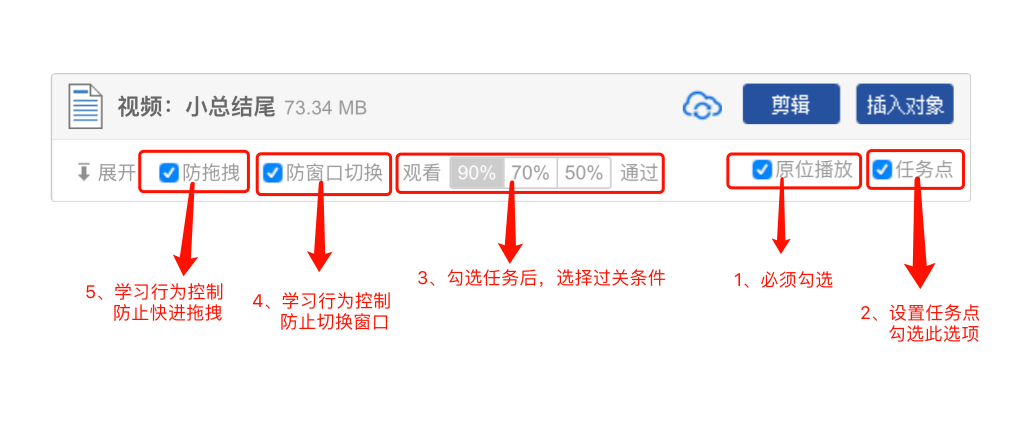 视频：小总结尾 73.34 MB 剪辑 插入对象
展开 防拖拽 防窗口切换 观看 90% 70% 50% 通过 原位播放 任务点
5、学习行为控制
防止快进拖拽
4、学习行为控制
防止切换窗口
3、勾选任务后，选择过关条件
1、必须勾选
2、设置任务点
勾选此选项